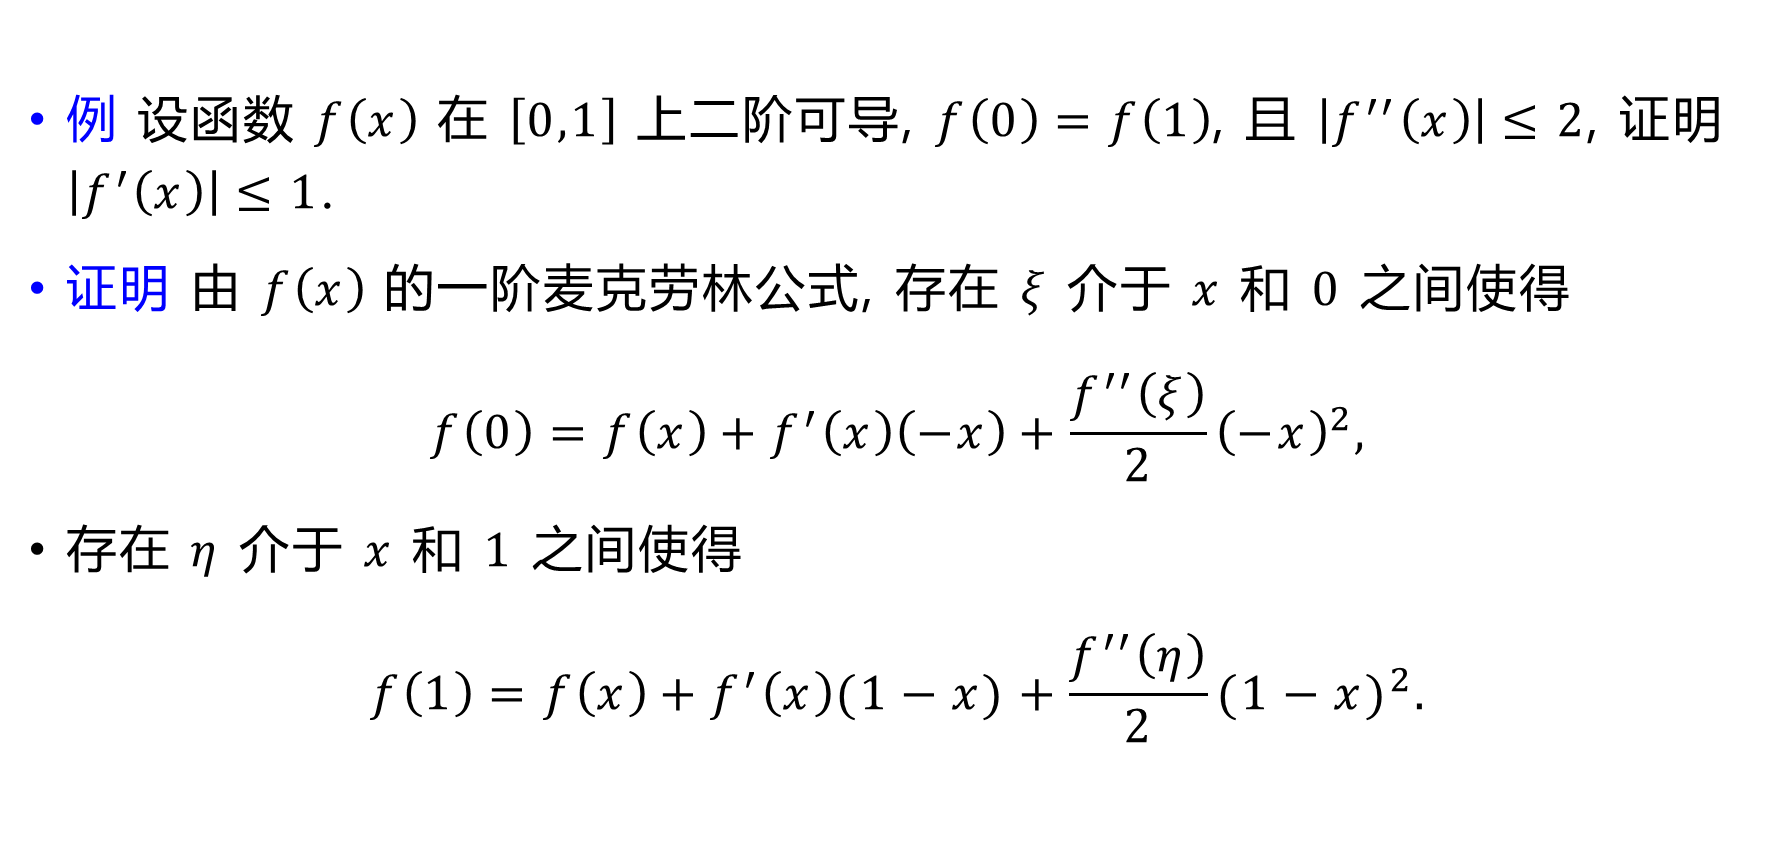 • 例 设函数 f(x) 在 [0,1] 上二阶可导, f(0) = f(1), 且 |f′′(x)| ≤ 2, 证明
|f′(x)| ≤ 1.
• 证明 由 f(x) 的一阶麦克劳林公式, 存在 ξ 介于 x 和 0 之间使得
f(0) = f(x) + f′(x)(−x) + f′′(ξ)/2 (−x)²,
• 存在 η 介于 x 和 1 之间使得
f(1) = f(x) + f′(x)(1 − x) + f′′(η)/2 (1 − x)².